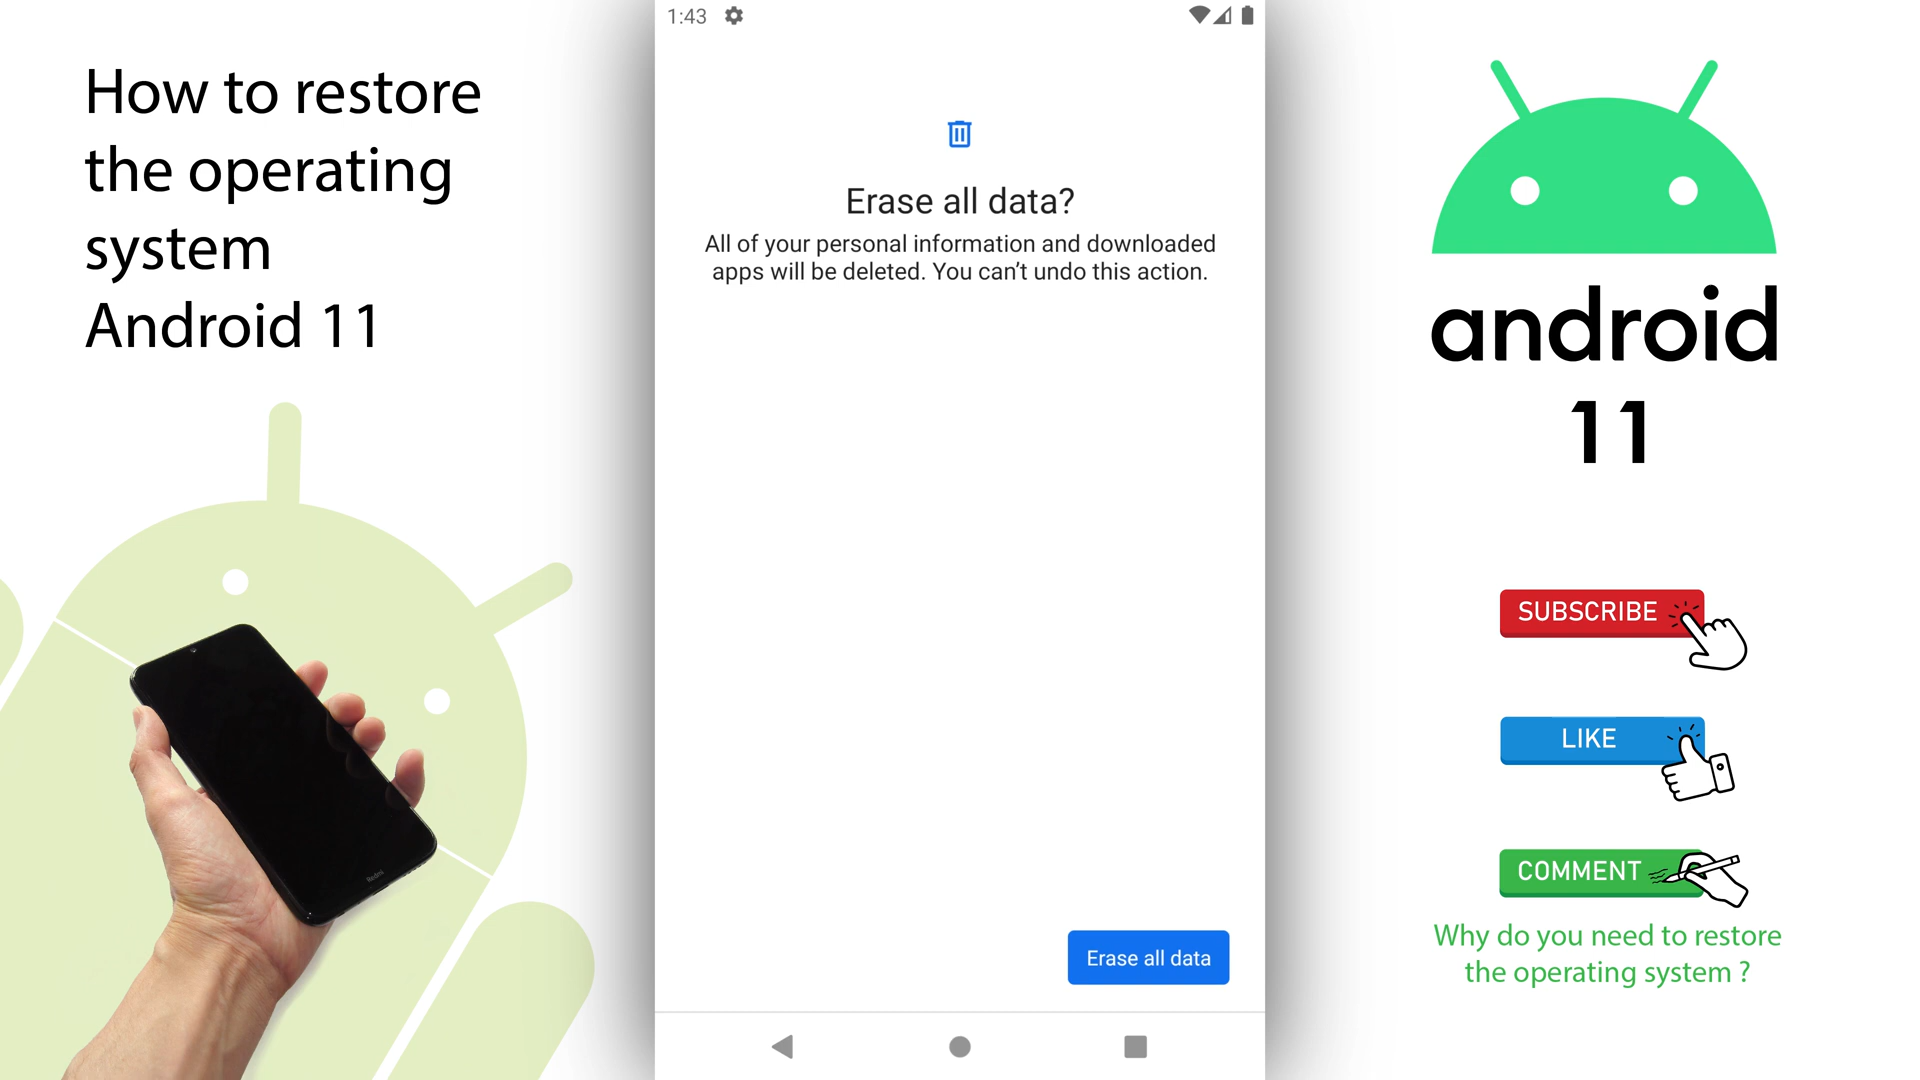 How to restore
the operating
system
Android 11
1:43
Erase all data?
All of your personal information and downloaded
apps will be deleted. You can’t undo this action.
Erase all data
android
11
SUBSCRIBE
LIKE
COMMENT
Why do you need to restore
the operating system ?
Redmi